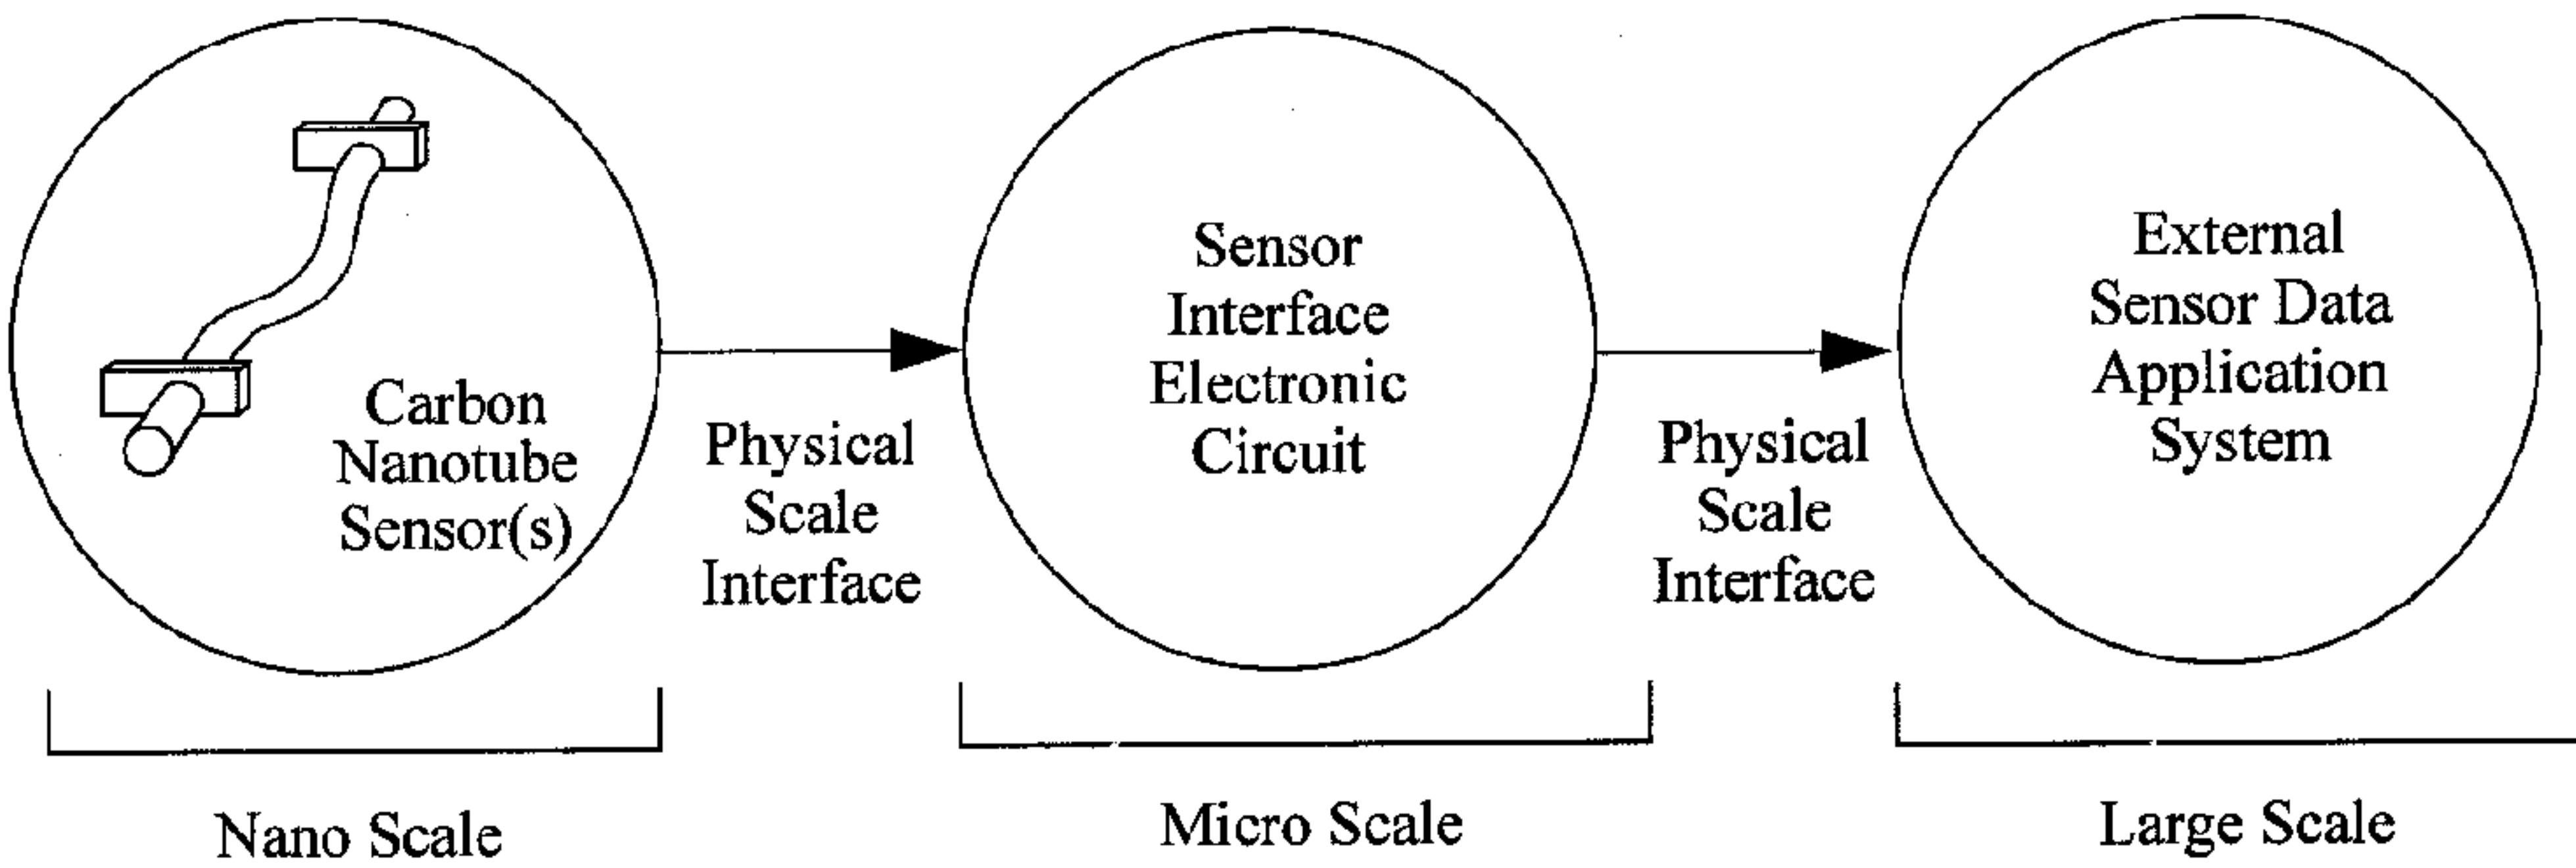 Carbon
Nanotube
Sensor(s)
Physical
Scale
Interface
Sensor
Interface
Electronic
Circuit
Physical
Scale
Interface
External
Sensor Data
Application
System
Nano Scale
Micro Scale
Large Scale